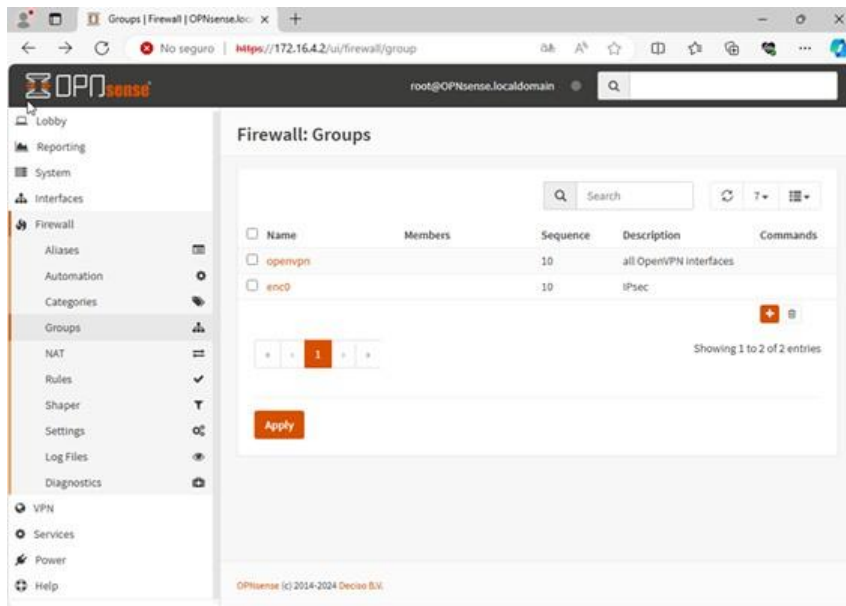 Groups | Firewall | OPNsense.loc
No seguro https://172.16.4.2/ui/firewall/group
OPNsense
root@OPNsense.localdomain
Lobby
Reporting
System
Interfaces
Firewall
Aliases
Automation
Categories
Groups
NAT
Rules
Shaper
Settings
Log Files
Diagnostics
VPN
Services
Power
Help
Firewall: Groups
Search 7
Name Members Sequence Description Commands
openvpn 10 all OpenVPN interfaces
enc0 10 IPsec
« ‹ 1 › »
Showing 1 to 2 of 2 entries
Apply
OPNsense (c) 2014-2024 Deciso B.V.